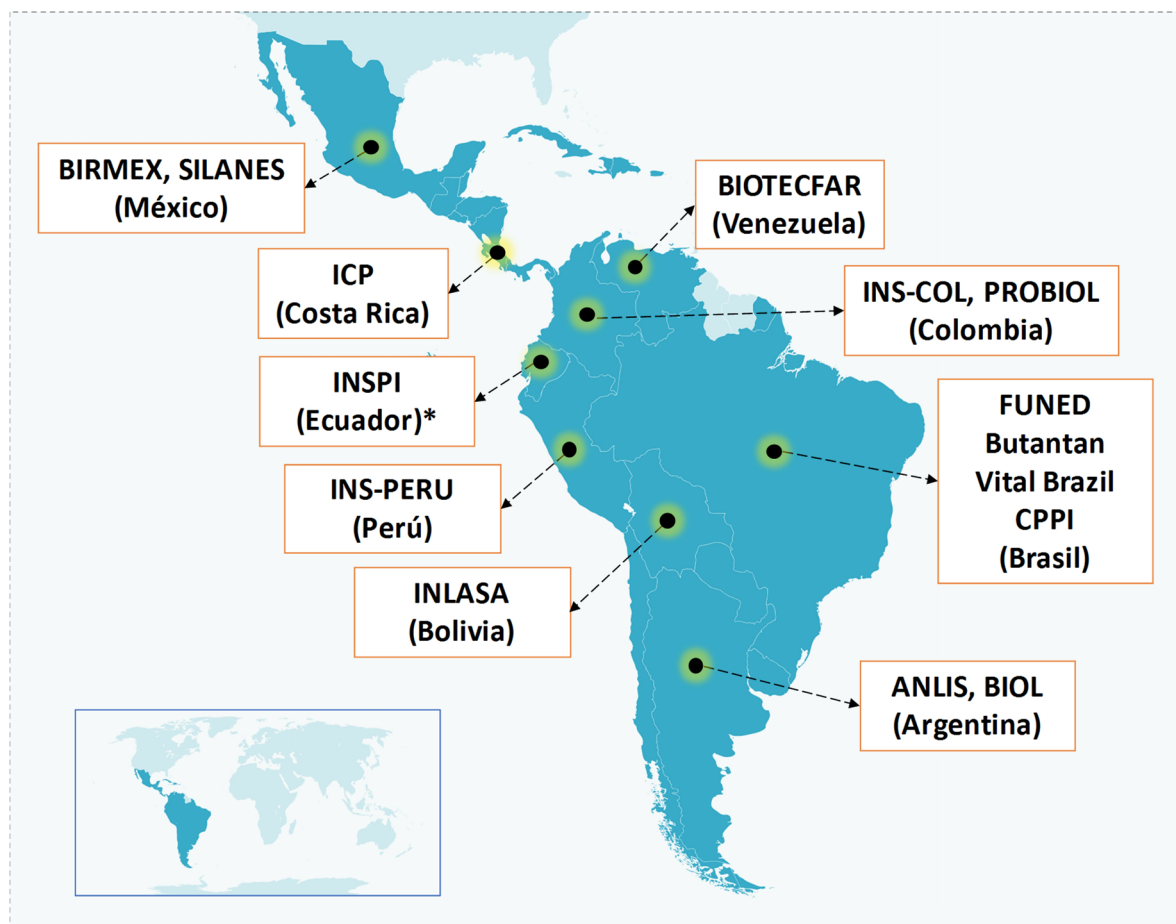 BIRMEX, SILANES
(México)
BIOTECFAR
(Venezuela)
ICP
(Costa Rica)
INS-COL, PROBIOL
(Colombia)
INSPI
(Ecuador)*
FUNED
Butantan
Vital Brazil
CPPI
(Brasil)
INS-PERU
(Perú)
INLASA
(Bolivia)
ANLIS, BIOL
(Argentina)